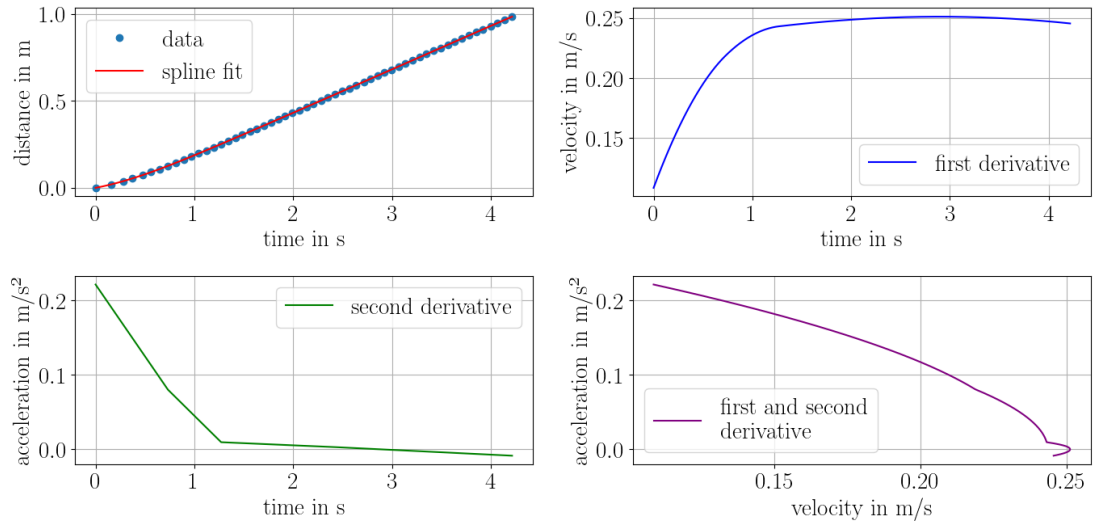 distance in m
1.0
0.5
0.0
data
spline fit
0
1
2
3
4
time in s
velocity in m/s
0.25
0.20
0.15
first derivative
0
1
2
3
4
time in s
acceleration in m/s²
0.2
0.1
0.0
second derivative
0
1
2
3
4
time in s
acceleration in m/s²
0.2
0.1
0.0
first and second
derivative
0.15
0.20
0.25
velocity in m/s